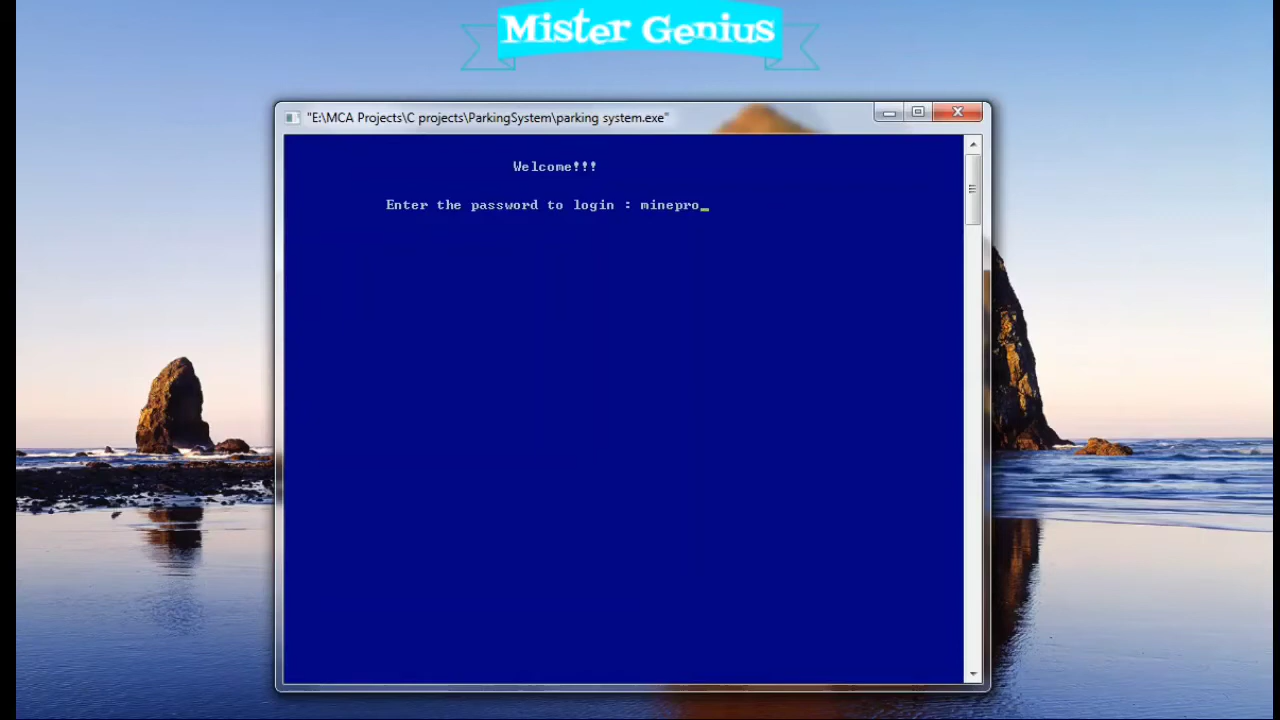 Mister Genius
"E:\MCA Projects\C projects\ParkingSystem\parking system.exe"
Welcome!!!
Enter the password to login : minepro_